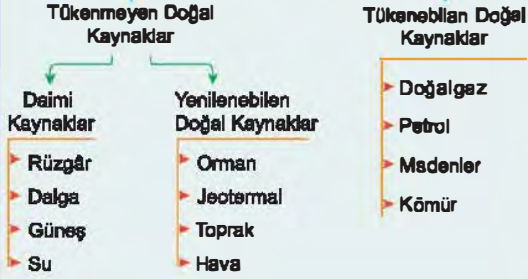 Tükenmeyen Doğal
Kaynaklar
Daimi
Kaynaklar
Rüzgâr
Dalga
Güneş
Su
Yenilenebilen
Doğal Kaynaklar
Orman
Jeotermal
Toprak
Hava
Tükenebilen Doğal
Kaynaklar
Doğalgaz
Petrol
Madenler
Kömür